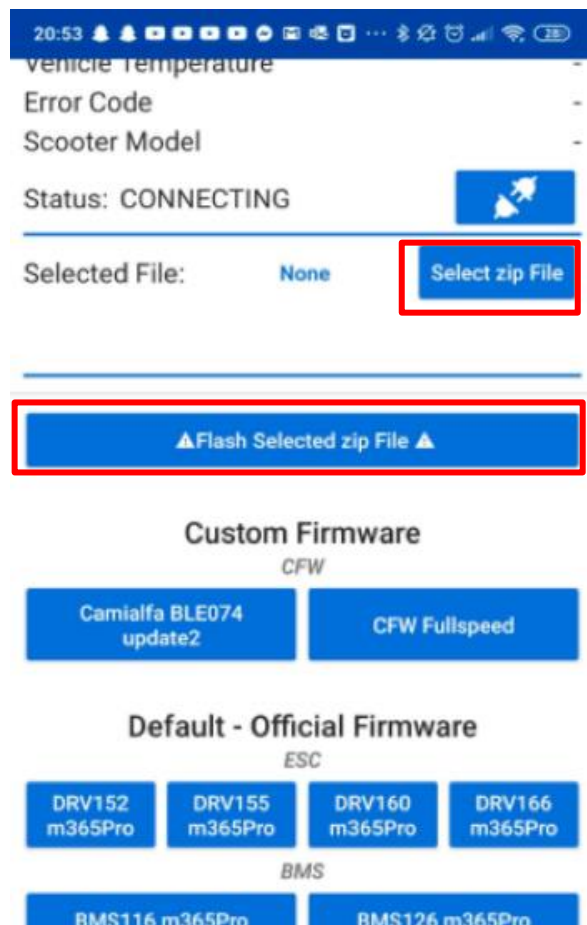 20:53 ... 28
Vehicle Temperature -
Error Code -
Scooter Model -
Status: CONNECTING
Selected File: None Select zip File
⚠Flash Selected zip File ⚠
Custom Firmware
CFW
Camialfa BLE074
update2
CFW Fullspeed
Default - Official Firmware
ESC
DRV152
m365Pro
DRV155
m365Pro
DRV160
m365Pro
DRV166
m365Pro
BMS
BMS116 m365Pro BMS126 m365Pro